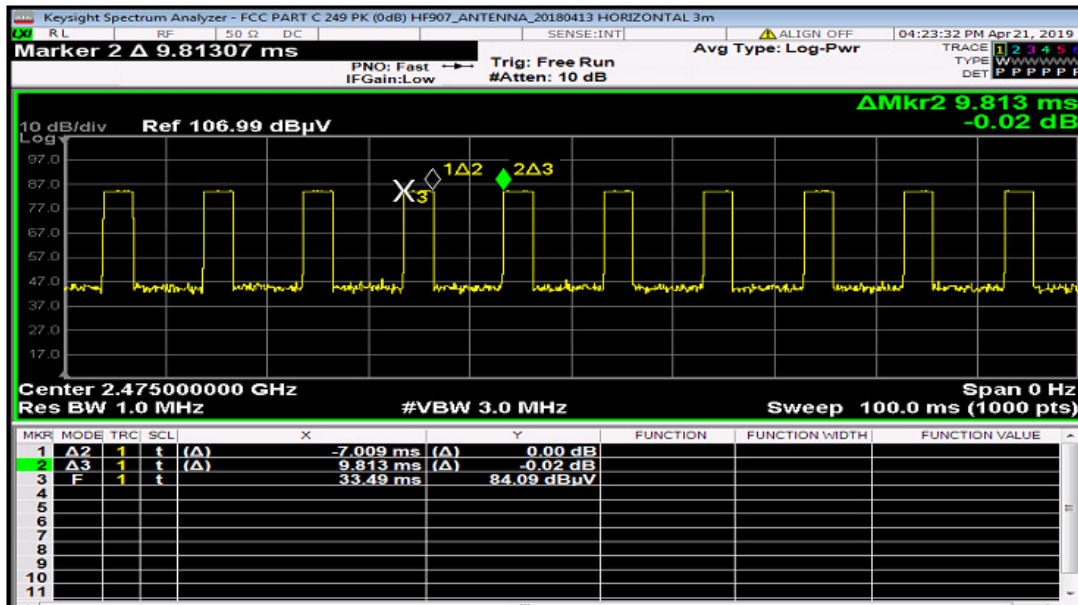 Keysight Spectrum Analyzer - FCC PART C 249 PK (0dB) HF907_ANTENNA_20180413 HORIZONTAL 3m
LXI RL RF 50 Ω DC SENSE:INT ALIGN OFF 04:23:32 PM Apr 21, 2019
Marker 2 Δ 9.81307 ms
PNO: Fast
IFGain:Low
Trig: Free Run
#Atten: 10 dB
Avg Type: Log-Pwr
TRACE 1 2 3 4 5 6
TYPE WWWWWW
DET P P P P P P
ΔMkr2 9.813 ms
-0.02 dB
10 dB/div Ref 106.99 dBµV
Log
97.0
87.0
77.0
67.0
57.0
47.0
37.0
27.0
17.0
X3
1Δ2
2Δ3
Center 2.475000000 GHz Span 0 Hz
Res BW 1.0 MHz #VBW 3.0 MHz Sweep 100.0 ms (1000 pts)
MKR MODE TRC SCL X Y FUNCTION FUNCTION WIDTH FUNCTION VALUE
1 Δ2 1 t (Δ) -7.009 ms (Δ) 0.00 dB
2 Δ3 1 t (Δ) 9.813 ms (Δ) -0.02 dB
3 F 1 t 33.49 ms 84.09 dBµV
4
5
6
7
8
9
10
11